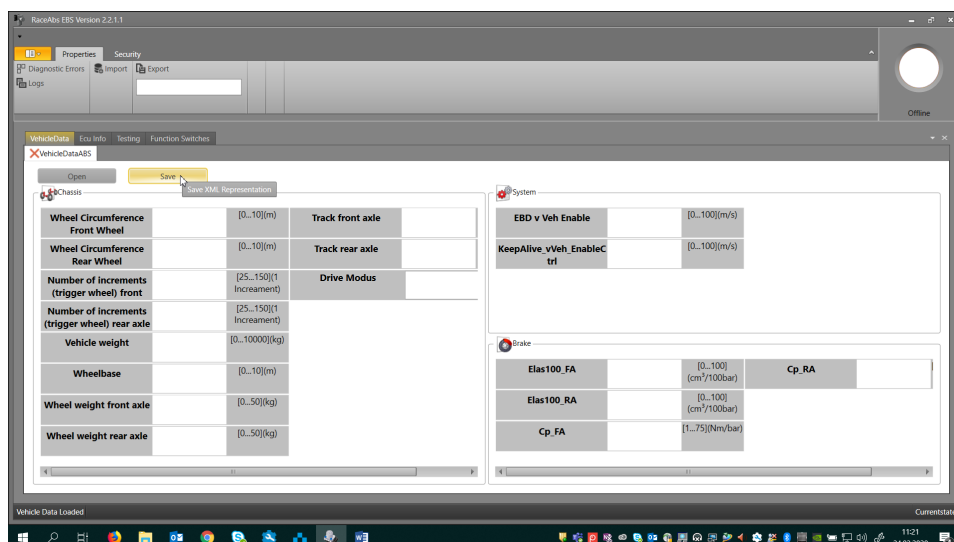 RaceAbs EBS Version 2.2.1.1
Properties Security
Diagnostic Errors Import Export
Logs
Offline
VehicleData Ecu Info Testing Function Switches
VehicleDataABS
Open Save
Save XML Representation
Chassis
Wheel Circumference
Front Wheel
[0...10](m)
Track front axle
Wheel Circumference
Rear Wheel
[0...10](m)
Track rear axle
Number of increments
(trigger wheel) front
[25...150](1
Increament)
Drive Modus
Number of increments
(trigger wheel) rear axle
[25...150](1
Increament)
Vehicle weight
[0...10000](kg)
Wheelbase
[0...10](m)
Wheel weight front axle
[0...50](kg)
Wheel weight rear axle
[0...50](kg)
System
EBD v Veh Enable
[0...100](m/s)
KeepAlive_vVeh_EnableC
trl
[0...100](m/s)
Brake
Elas100_FA
[0...100]
(cm³/100bar)
Cp_RA
Elas100_RA
[0...100]
(cm³/100bar)
Cp_FA
[1...75](Nm/bar)
Vehicle Data Loaded
Currentstate
11:21